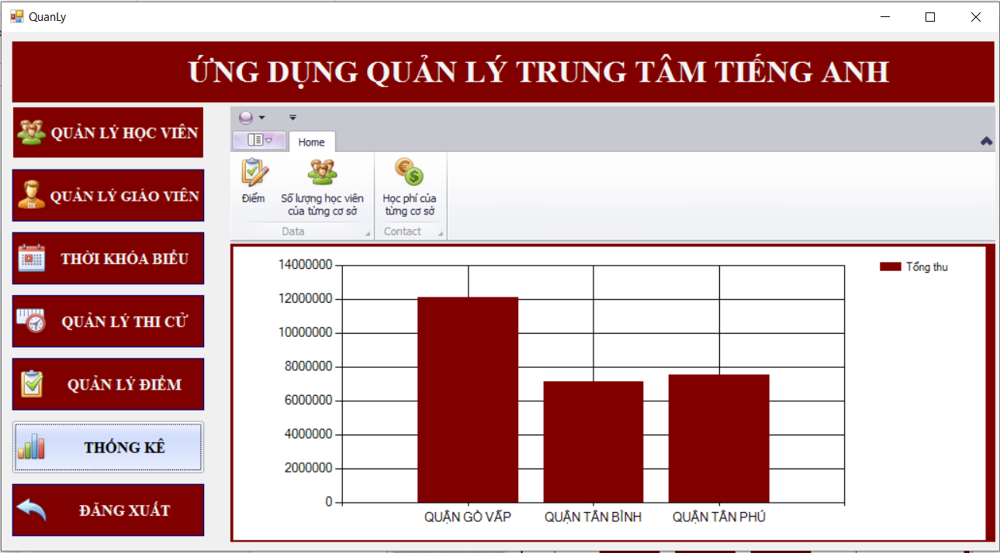 QuanLy
ỨNG DỤNG QUẢN LÝ TRUNG TÂM TIẾNG ANH
QUẢN LÝ HỌC VIÊN
QUẢN LÝ GIÁO VIÊN
THỜI KHÓA BIỂU
QUẢN LÝ THI CỬ
QUẢN LÝ ĐIỂM
THỐNG KÊ
ĐĂNG XUẤT
Home
Điểm
Số lượng học viên
của từng cơ sở
Học phí của
từng cơ sở
Data
Contact
14000000
12000000
10000000
8000000
6000000
4000000
2000000
0
QUẬN GÒ VẤP
QUẬN TÂN BÌNH
QUẬN TÂN PHÚ
Tổng thu